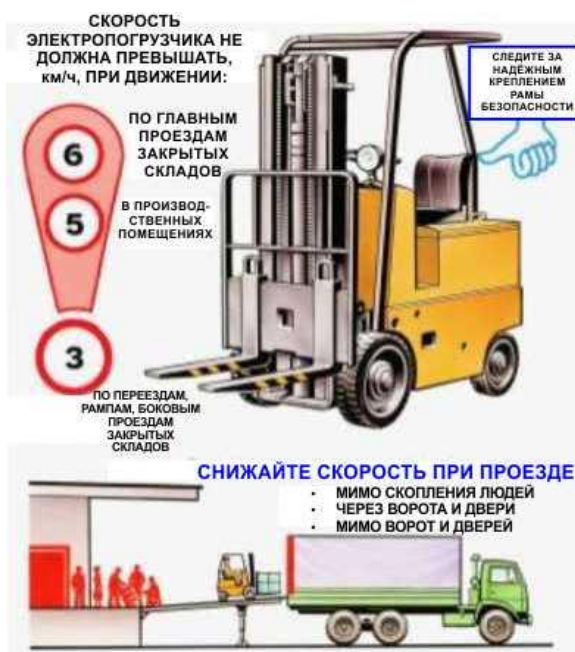 СКОРОСТЬ
ЭЛЕКТРОПОГРУЗЧИКА НЕ
ДОЛЖНА ПРЕВЫШАТЬ,
км/ч, ПРИ ДВИЖЕНИИ:
6
ПО ГЛАВНЫМ
ПРОЕЗДАМ
ЗАКРЫТЫХ
СКЛАДОВ
5
В ПРОИЗВОД-
СТВЕННЫХ
ПОМЕЩЕНИЯХ
3
ПО ПЕРЕЕЗДАМ,
РАМПАМ, БОКОВЫМ
ПРОЕЗДАМ
ЗАКРЫТЫХ
СКЛАДОВ
СЛЕДИТЕ ЗА
НАДЁЖНЫМ
КРЕПЛЕНИЕМ
РАМЫ
БЕЗОПАСНОСТИ
СНИЖАЙТЕ СКОРОСТЬ ПРИ ПРОЕЗДЕ
• МИМО СКОПЛЕНИЯ ЛЮДЕЙ
• ЧЕРЕЗ ВОРОТА И ДВЕРИ
• МИМО ВОРОТ И ДВЕРЕЙ